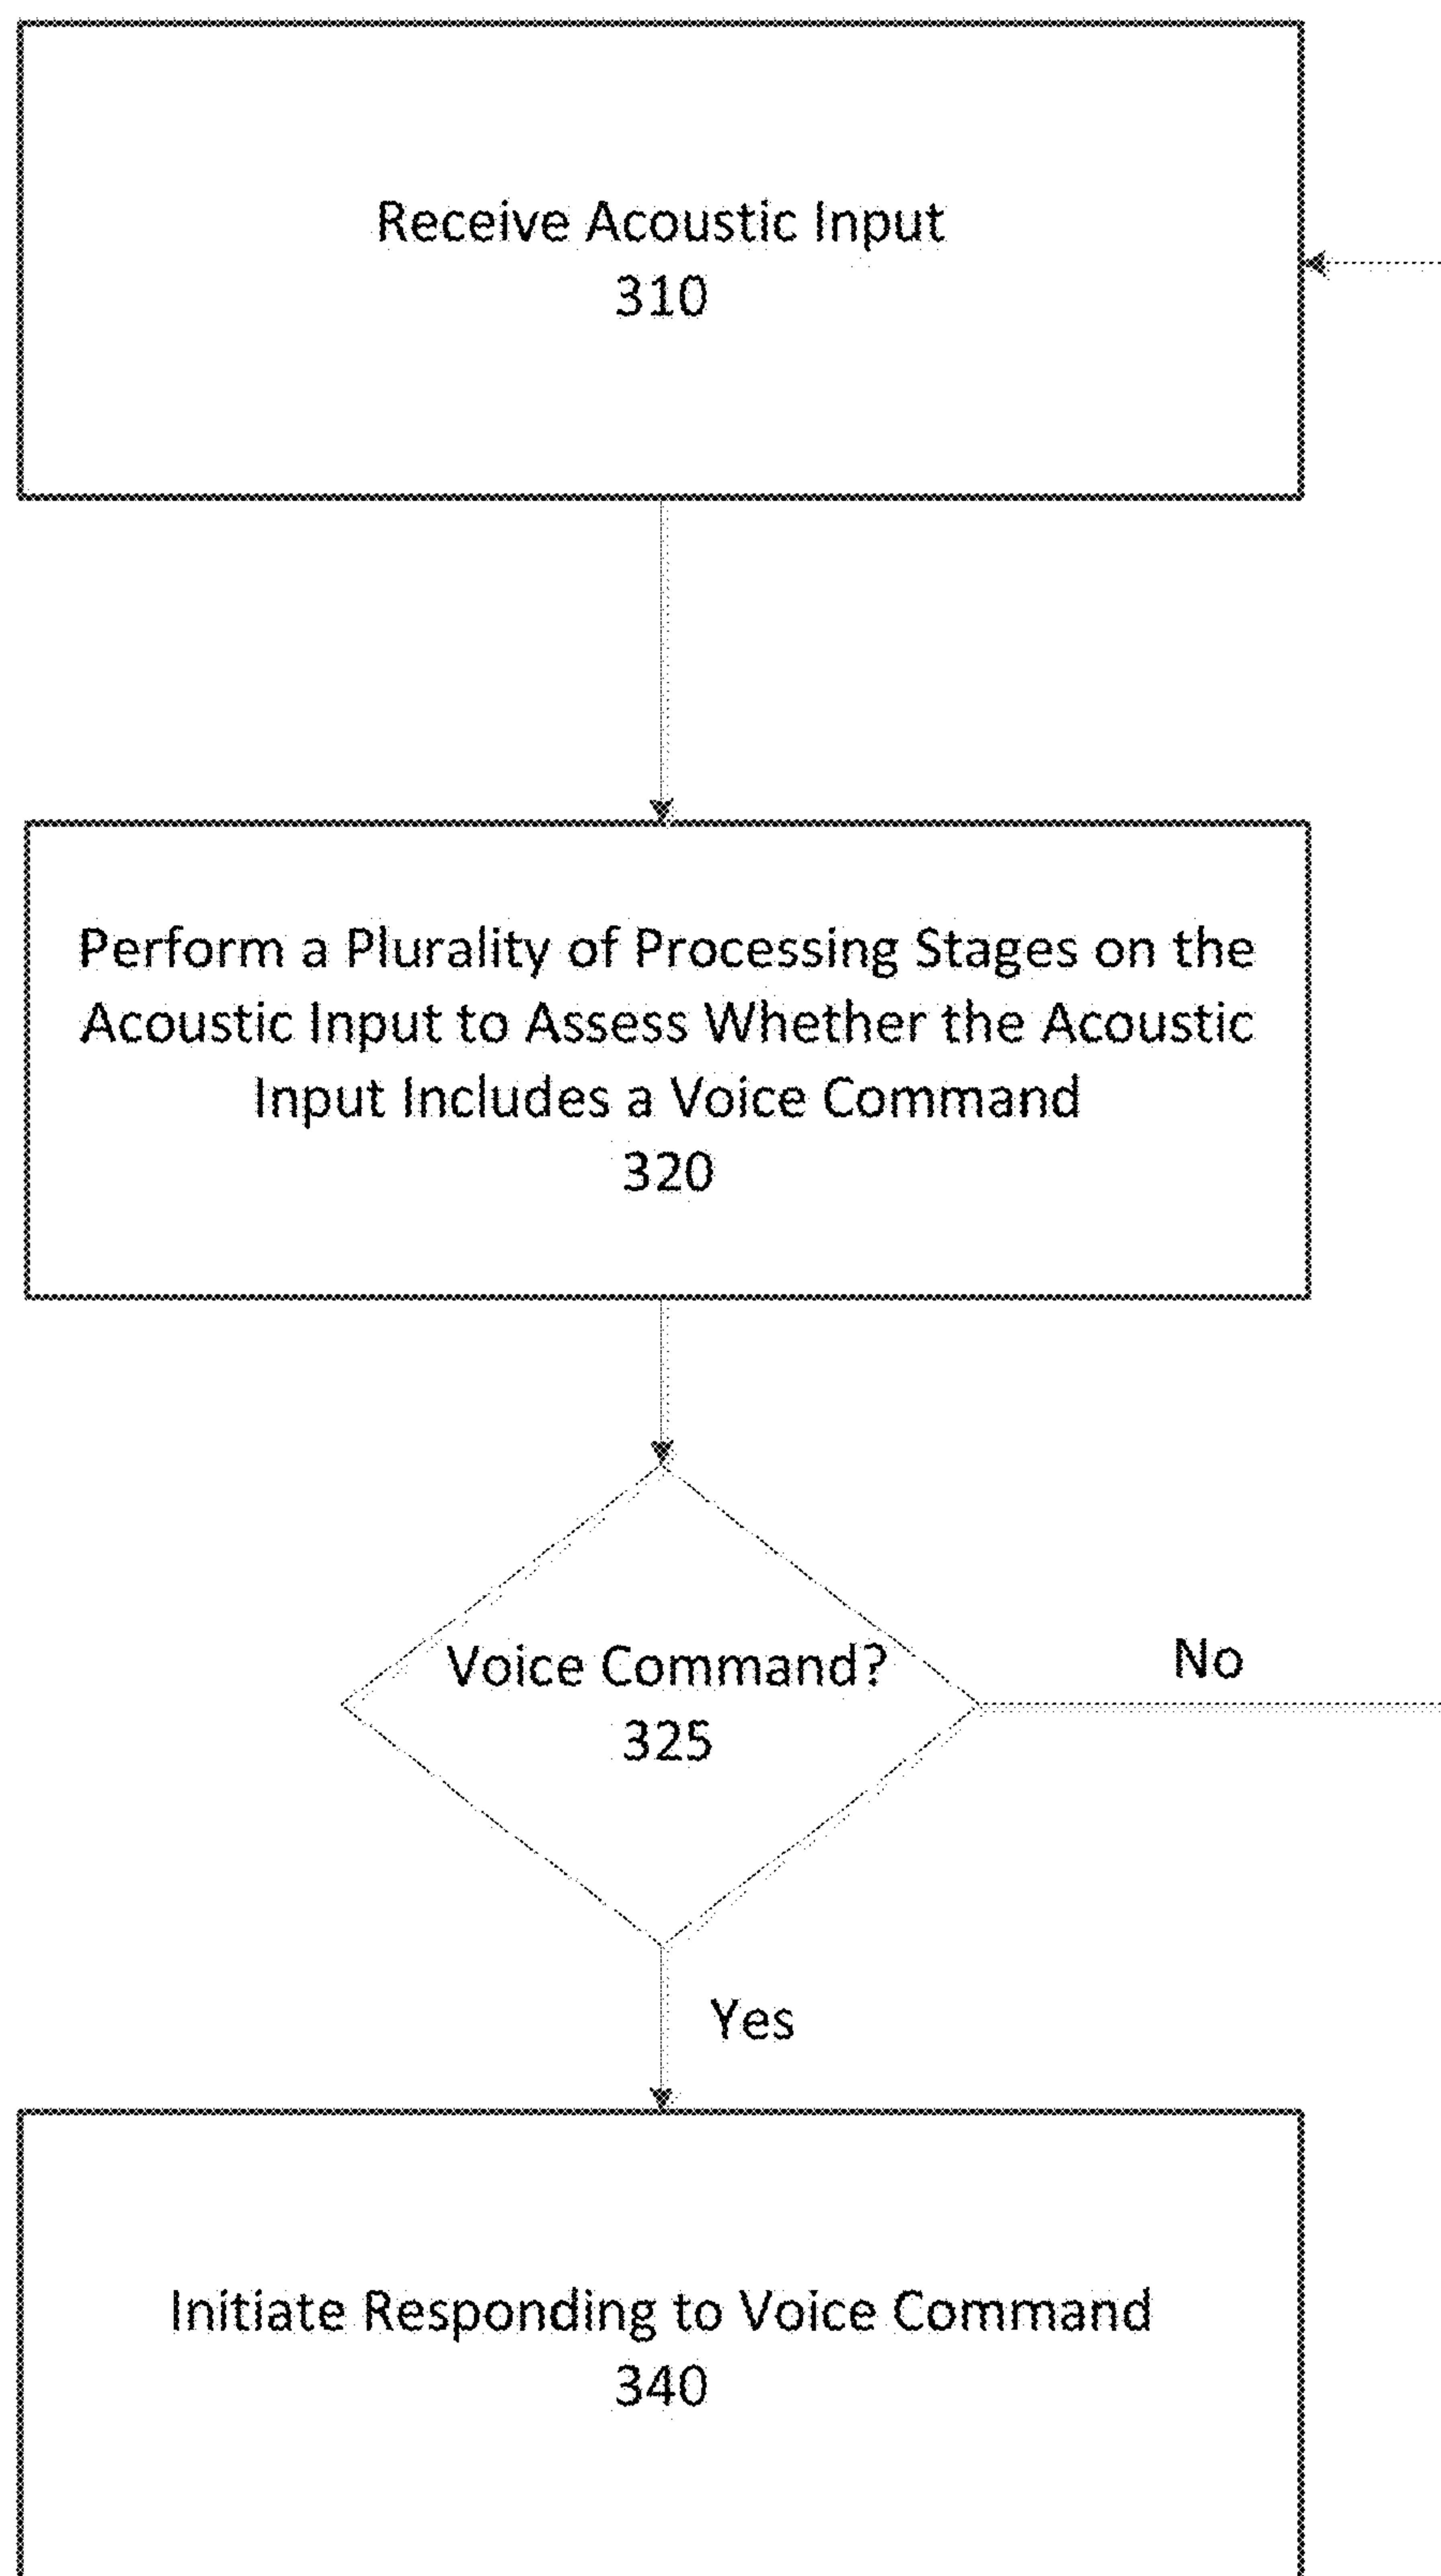 Receive Acoustic Input
310
Perform a Plurality of Processing Stages on the
Acoustic Input to Assess Whether the Acoustic
Input Includes a Voice Command
320
Voice Command?
325
No
Yes
Initiate Responding to Voice Command
340